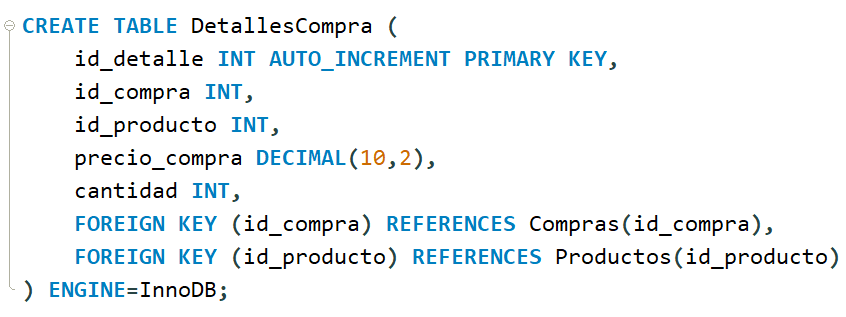 CREATE TABLE DetallesCompra (
    id_detalle INT AUTO_INCREMENT PRIMARY KEY,
    id_compra INT,
    id_producto INT,
    precio_compra DECIMAL(10,2),
    cantidad INT,
    FOREIGN KEY (id_compra) REFERENCES Compras(id_compra),
    FOREIGN KEY (id_producto) REFERENCES Productos(id_producto)
) ENGINE=InnoDB;